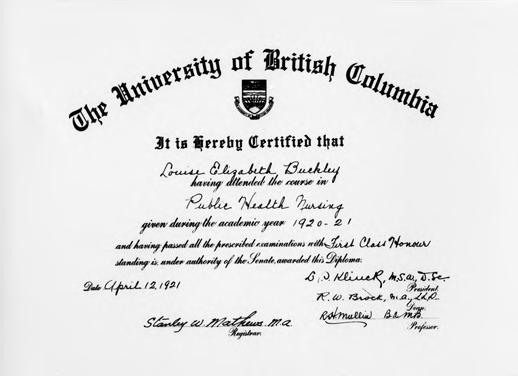 The University of British Columbia
It is Hereby Certified that
Louise Elizabeth Buckley
having attended the course in
Public Health Nursing
given during the academic year 1920-21
and having passed all the prescribed examinations with First Class Honour
standing is, under authority of the Senate, awarded this Diploma.
Date April 12, 1921
L. S. Klinck, M.S.A., D.Sc.
President.
R. W. Brock, M.A., LL.D.
Dean.
Stanley W. Mathews. M.A.
Registrar.
RHMullin B.A. M.B.
Professor.